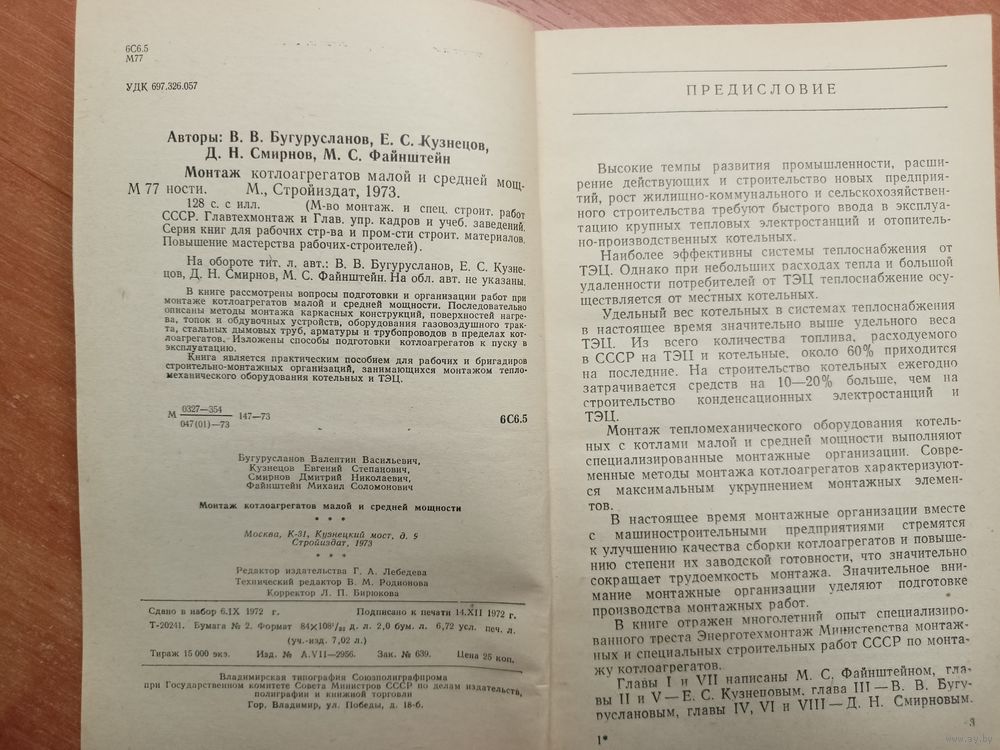 6С6.5
М77
УДК 697.326.057
Авторы: В. В. Бугурусланов, Е. С. Кузнецов,
Д. Н. Смирнов, М. С. Файнштейн
Монтаж котлоагрегатов малой и средней мощ-
М 77 ности. М., Стройиздат, 1973.
128 с. с илл. (М-во монтаж. и спец. строит. работ
СССР. Главтехмонтаж и Глав. упр. кадров и учеб. заведений.
Серия книг для рабочих стр-ва и пром-сти строит. материалов.
Повышение мастерства рабочих-строителей).
На обороте тит. л. авт.: В. В. Бугурусланов, Е. С. Кузне-
цов, Д. Н. Смирнов, М. С. Файнштейн. На обл. авт. не указаны.
В книге рассмотрены вопросы подготовки и организации работ при
монтаже котлоагрегатов малой и средней мощности. Последовательно
описаны методы монтажа каркасных конструкций, поверхностей нагре-
ва, топок и обдувочных устройств, оборудования газовоздушного трак-
та, стальных дымовых труб, арматуры и трубопроводов в пределах кот-
лоагрегатов. Изложены способы подготовки котлоагрегатов к пуску в
эксплуатацию.
Книга является практическим пособием для рабочих и бригадиров
строительно-монтажных организаций, занимающихся монтажом тепло-
механического оборудования котельных и ТЭЦ.
М 0327—354
047(01)—73 147—73 6С6.5
Бугурусланов Валентин Васильевич,
Кузнецов Евгений Степанович,
Смирнов Дмитрий Николаевич,
Файнштейн Михаил Соломонович
Монтаж котлоагрегатов малой и средней мощности
* * *
Москва, К-31, Кузнецкий мост, д. 9
Стройиздат, 1973
* * *
Редактор издательства Г. А. Лебедева
Технический редактор В. М. Родионова
Корректор Л. П. Бирюкова
Сдано в набор 6.IX 1972 г. Подписано к печати 14.XII 1972 г.
Т-20241. Бумага № 2. Формат 84×108¹/₃₂ д. л. 2,0 бум. л. 6,72 усл. печ. л.
(уч.-изд. 7,02 л.)
Тираж 15 000 экз. Изд. № A.VII—2956. Зак. № 639. Цена 25 коп.
Владимирская типография Союзполиграфпрома
при Государственном комитете Совета Министров СССР по делам издательств,
полиграфии и книжной торговли
Гор. Владимир, ул. Победы, д. 18-б.
ПРЕДИСЛОВИЕ
Высокие темпы развития промышленности, расши-
рение действующих и строительство новых предприя-
тий, рост жилищно-коммунального и сельскохозяйствен-
ного строительства требуют быстрого ввода в эксплуа-
тацию крупных тепловых электростанций и отопитель-
но-производственных котельных.
Наиболее эффективны системы теплоснабжения от
ТЭЦ. Однако при небольших расходах тепла и большой
удаленности потребителей от ТЭЦ теплоснабжение осу-
ществляется от местных котельных.
Удельный вес котельных в системах теплоснабжения
в настоящее время значительно выше удельного веса
ТЭЦ. Из всего количества топлива, расходуемого
в СССР на ТЭЦ и котельные, около 60% приходится
на последние. На строительство котельных ежегодно
затрачивается средств на 10—20% больше, чем на
строительство конденсационных электростанций и
ТЭЦ.
Монтаж тепломеханического оборудования котель-
ных с котлами малой и средней мощности выполняют
специализированные монтажные организации. Совре-
менные методы монтажа котлоагрегатов характеризуют-
ся максимальным укрупнением монтажных элемен-
тов.
В настоящее время монтажные организации вместе
с машиностроительными предприятиями стремятся
к улучшению качества сборки котлоагрегатов и повыше-
нию степени их заводской готовности, что значительно
сокращает трудоемкость монтажа. Значительное вни-
мание монтажные организации уделяют подготовке
производства монтажных работ.
В книге отражен многолетний опыт специализиро-
ванного треста Энерготехмонтаж Министерства монтаж-
ных и специальных строительных работ СССР по монта-
жу котлоагрегатов.
Главы I и VII написаны М. С. Файнштейном, гла-
вы II и V — Е. С. Кузнецовым, глава III — В. В. Бугу-
руслановым, главы IV, VI и VIII — Д. Н. Смирновым.
1* 3
www.ay.by